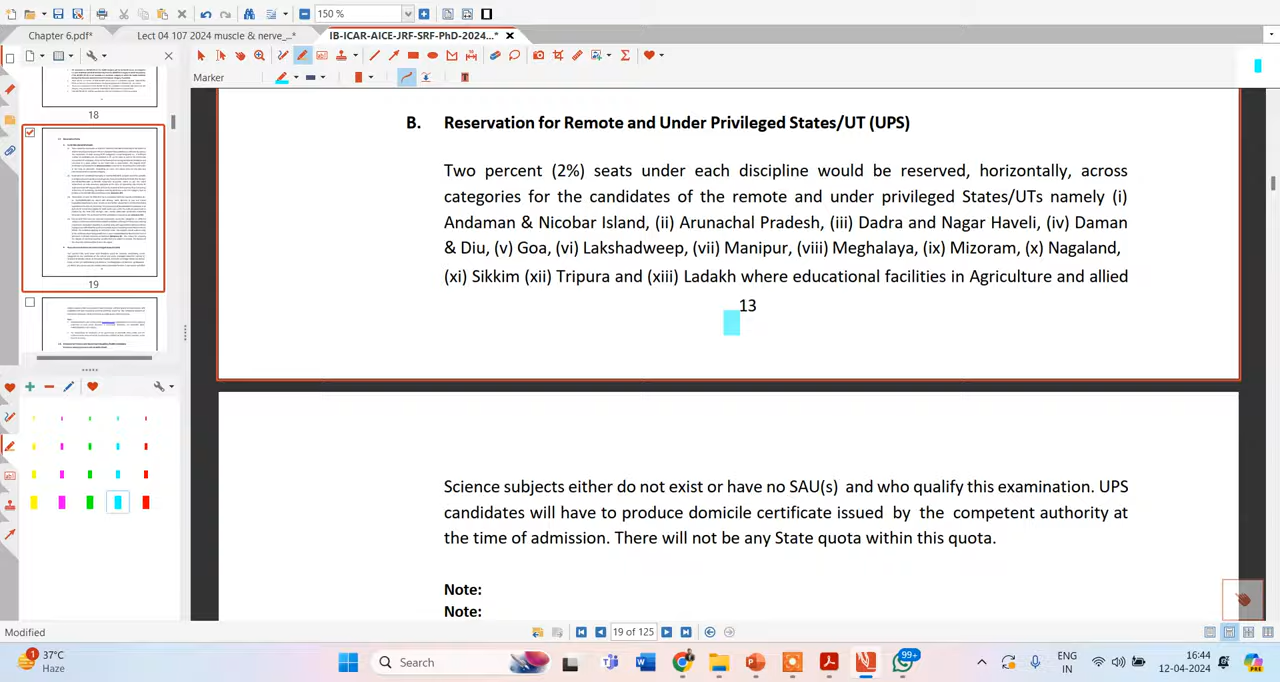 150 %
Chapter 6.pdf*
Lect 04 107 2024 muscle & nerve_...*
IB-ICAR-AICE-JRF-SRF-PhD-2024...*
Marker
18
19
B. Reservation for Remote and Under Privileged States/UT (UPS)
Two percent (2%) seats under each discipline would be reserved, horizontally, across
categories for the candidates of the remote and under privileged States/UTs namely (i)
Andaman & Nicobar Island, (ii) Arunachal Pradesh, (iii) Dadra and Nagar Haveli, (iv) Daman
& Diu, (v) Goa, (vi) Lakshadweep, (vii) Manipur, (viii) Meghalaya, (ix) Mizoram, (x) Nagaland,
(xi) Sikkim (xii) Tripura and (xiii) Ladakh where educational facilities in Agriculture and allied
13
Science subjects either do not exist or have no SAU(s) and who qualify this examination. UPS
candidates will have to produce domicile certificate issued by the competent authority at
the time of admission. There will not be any State quota within this quota.
Note:
Note:
Modified
19 of 125
1
37°C
Haze
Search
99+
ENG
IN
16:44
12-04-2024
PRE